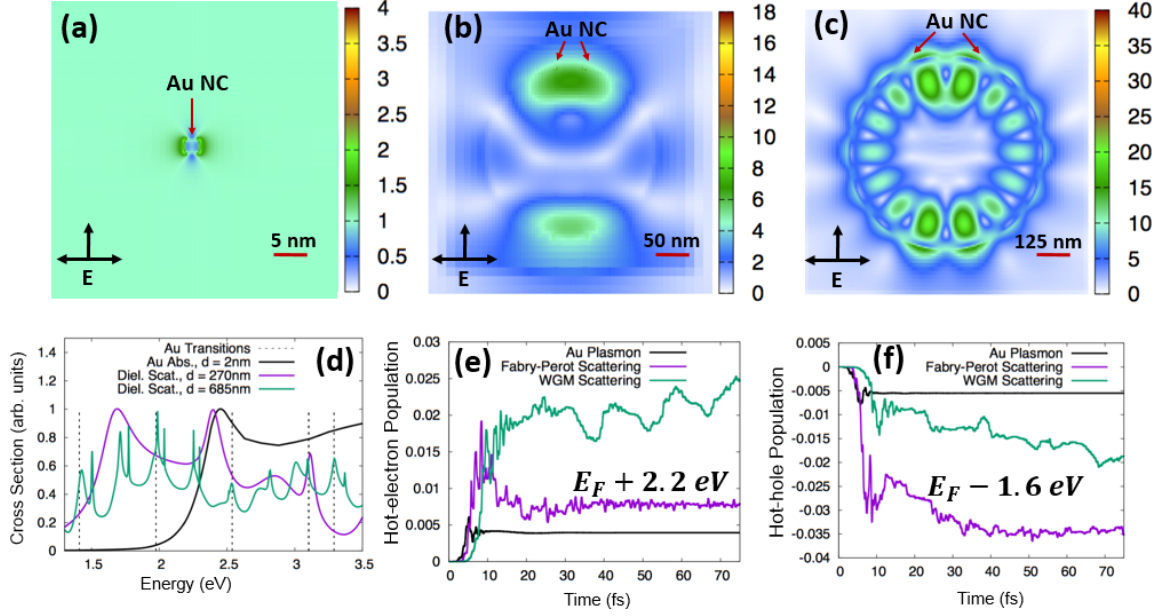 (a)
Au NC
5 nm
E
4
3.5
3
2.5
2
1.5
1
0.5
0
(b)
Au NC
50 nm
E
18
16
14
12
10
8
6
4
2
0
(c)
Au NC
125 nm
E
40
35
30
25
20
15
10
5
0
(d)
Au Transitions
Au Abs., d = 2nm
Diel. Scat., d = 270nm
Diel. Scat., d = 685nm
Cross Section (arb. units)
1.4
1.2
1
0.8
0.6
0.4
0.2
0
1.5 2 2.5 3 3.5
Energy (eV)
(e)
Au Plasmon
Fabry-Perot Scattering
WGM Scattering
Hot-electron Population
0.03
0.025
0.02
0.015
0.01
0.005
0
E_F + 2.2 eV
0 10 20 30 40 50 60 70
Time (fs)
(f)
Au Plasmon
Fabry-Perot Scattering
WGM Scattering
Hot-hole Population
0.005
0
-0.005
-0.01
-0.015
-0.02
-0.025
-0.03
-0.035
E_F − 1.6 eV
0 10 20 30 40 50 60 70
Time (fs)